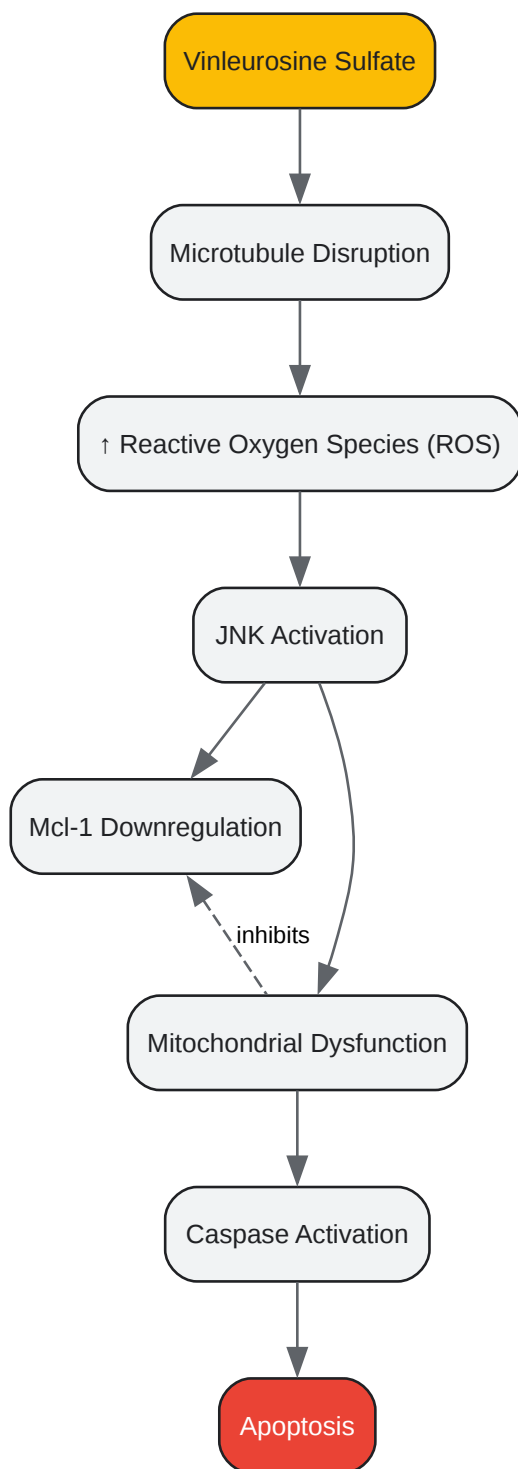 Vinleurosine Sulfate
Microtubule Disruption
↑ Reactive Oxygen Species (ROS)
JNK Activation
Mcl-1 Downregulation
inhibits
Mitochondrial Dysfunction
Caspase Activation
Apoptosis